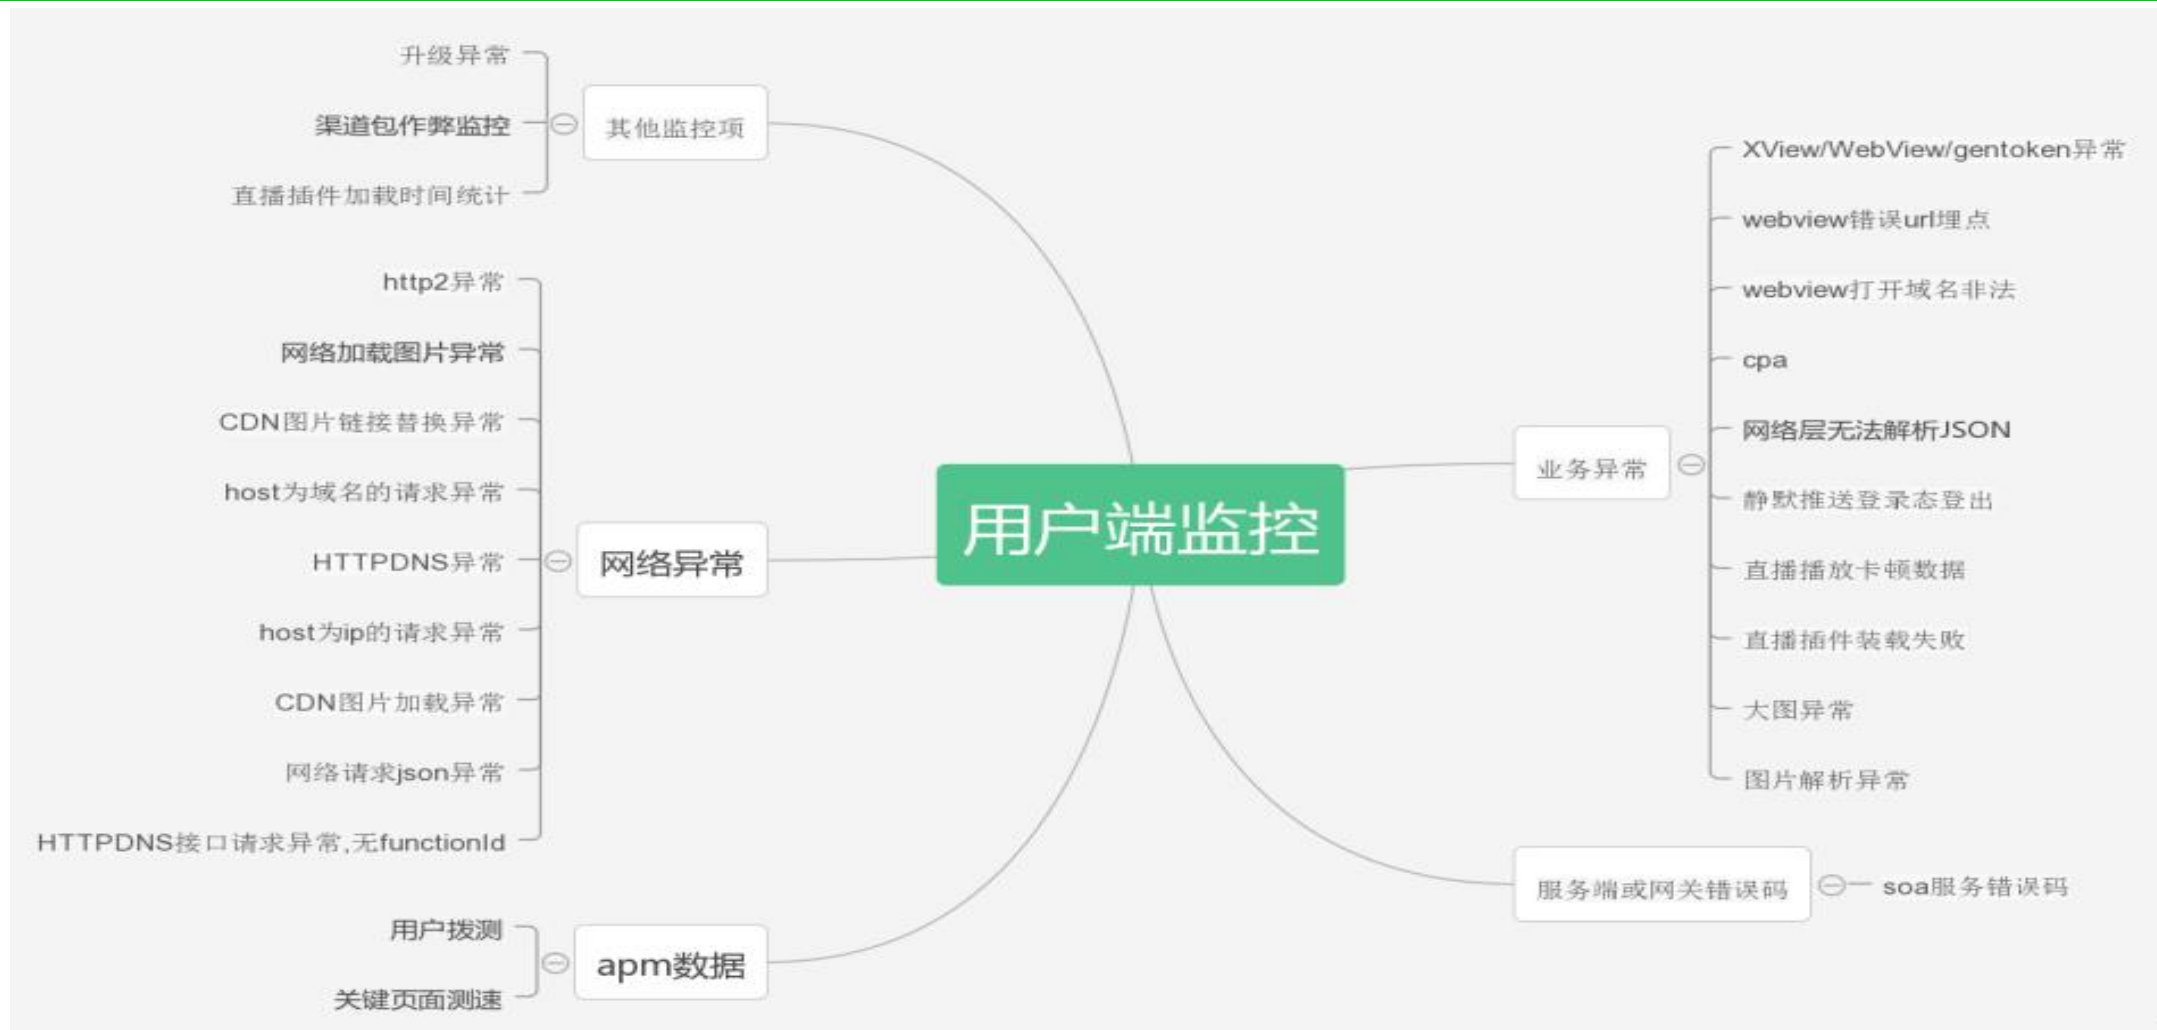 升级异常
渠道包作弊监控
直播插件加载时间统计
其他监控项
http2异常
网络加载图片异常
CDN图片链接替换异常
host为域名的请求异常
HTTPDNS异常
host为ip的请求异常
CDN图片加载异常
网络请求json异常
HTTPDNS接口请求异常,无functionId
网络异常
用户拨测
关键页面测速
apm数据
用户端监控
业务异常
XView/WebView/gentoken异常
webview错误url埋点
webview打开域名非法
cpa
网络层无法解析JSON
静默推送登录态登出
直播播放卡顿数据
直播插件装载失败
大图异常
图片解析异常
服务端或网关错误码
soa服务错误码